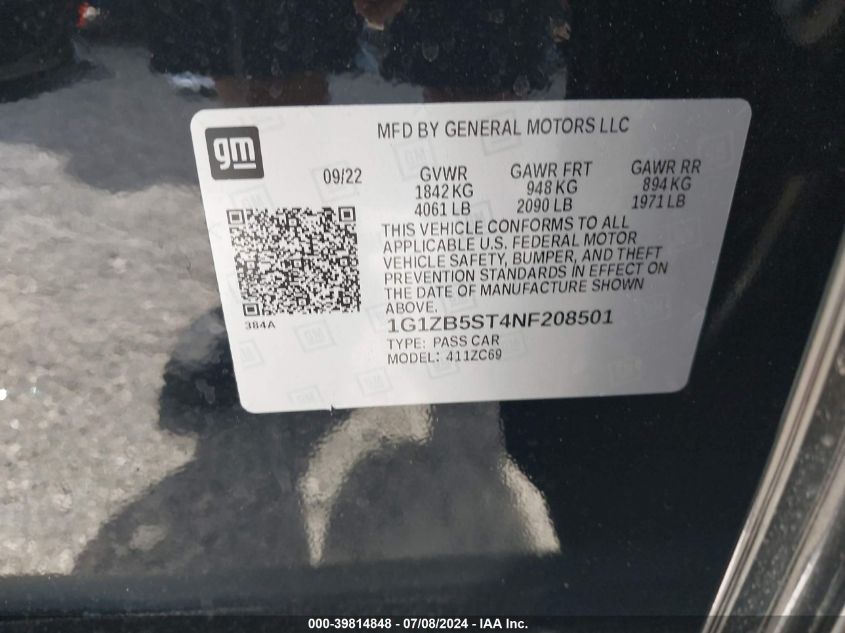 gm
MFD BY GENERAL MOTORS LLC
09/22
GVWR GAWR FRT GAWR RR
1842 KG 948 KG 894 KG
4061 LB 2090 LB 1971 LB
THIS VEHICLE CONFORMS TO ALL
APPLICABLE U.S. FEDERAL MOTOR
VEHICLE SAFETY, BUMPER, AND THEFT
PREVENTION STANDARDS IN EFFECT ON
THE DATE OF MANUFACTURE SHOWN
ABOVE.
384A
1G1ZB5ST4NF208501
TYPE: PASS CAR
MODEL: 411ZC69
000-39814848 - 07/08/2024 - IAA Inc.